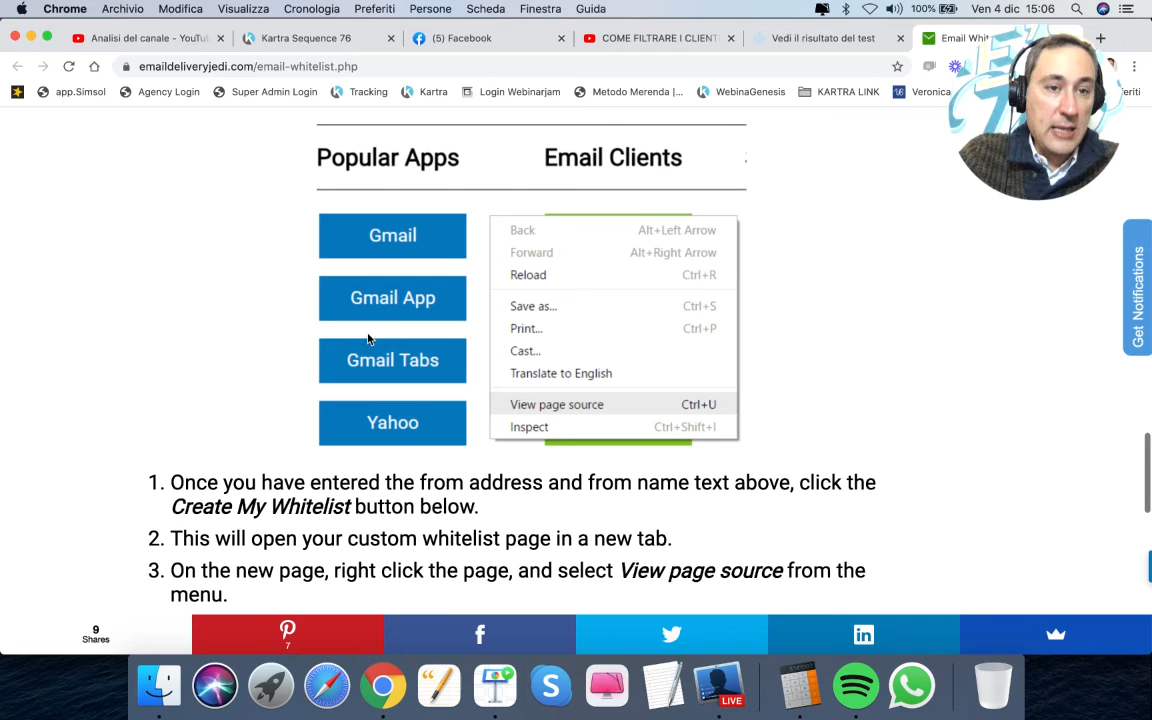 Chrome Archivio Modifica Visualizza Cronologia Preferiti Persone Scheda Finestra Guida 100% Ven 4 dic 15:06
Analisi del canale - YouTu
Kartra Sequence 76
(5) Facebook
COME FILTRARE I CLIENT
Vedi il risultato del test
Email Whit
emaildeliveryjedi.com/email-whitelist.php
app.Simsol Agency Login Super Admin Login Tracking Kartra Login Webinarjam Metodo Merenda |... WebinaGenesis KARTRA LINK Veronica
Popular Apps
Email Clients
Gmail
Gmail App
Gmail Tabs
Yahoo
Back Alt+Left Arrow
Forward Alt+Right Arrow
Reload Ctrl+R
Save as... Ctrl+S
Print... Ctrl+P
Cast...
Translate to English
View page source Ctrl+U
Inspect Ctrl+Shift+I
Get Notifications
1. Once you have entered the from address and from name text above, click the
Create My Whitelist button below.
2. This will open your custom whitelist page in a new tab.
3. On the new page, right click the page, and select View page source from the
menu.
9
Shares
7
LIVE